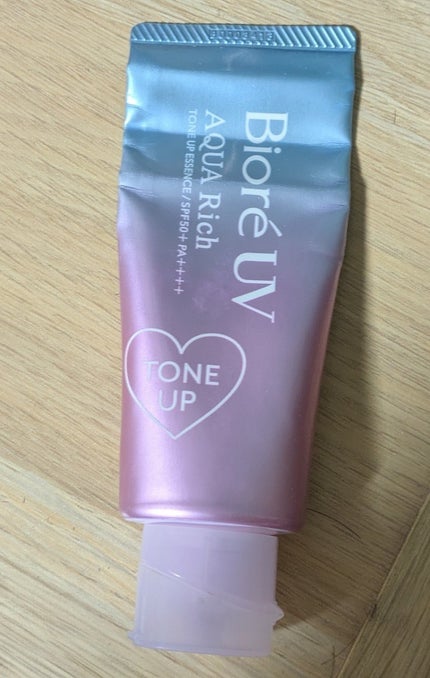 Bioré UV
AQUA Rich
TONE UP ESSENCE / SPF50+ PA++++
TONE
UP